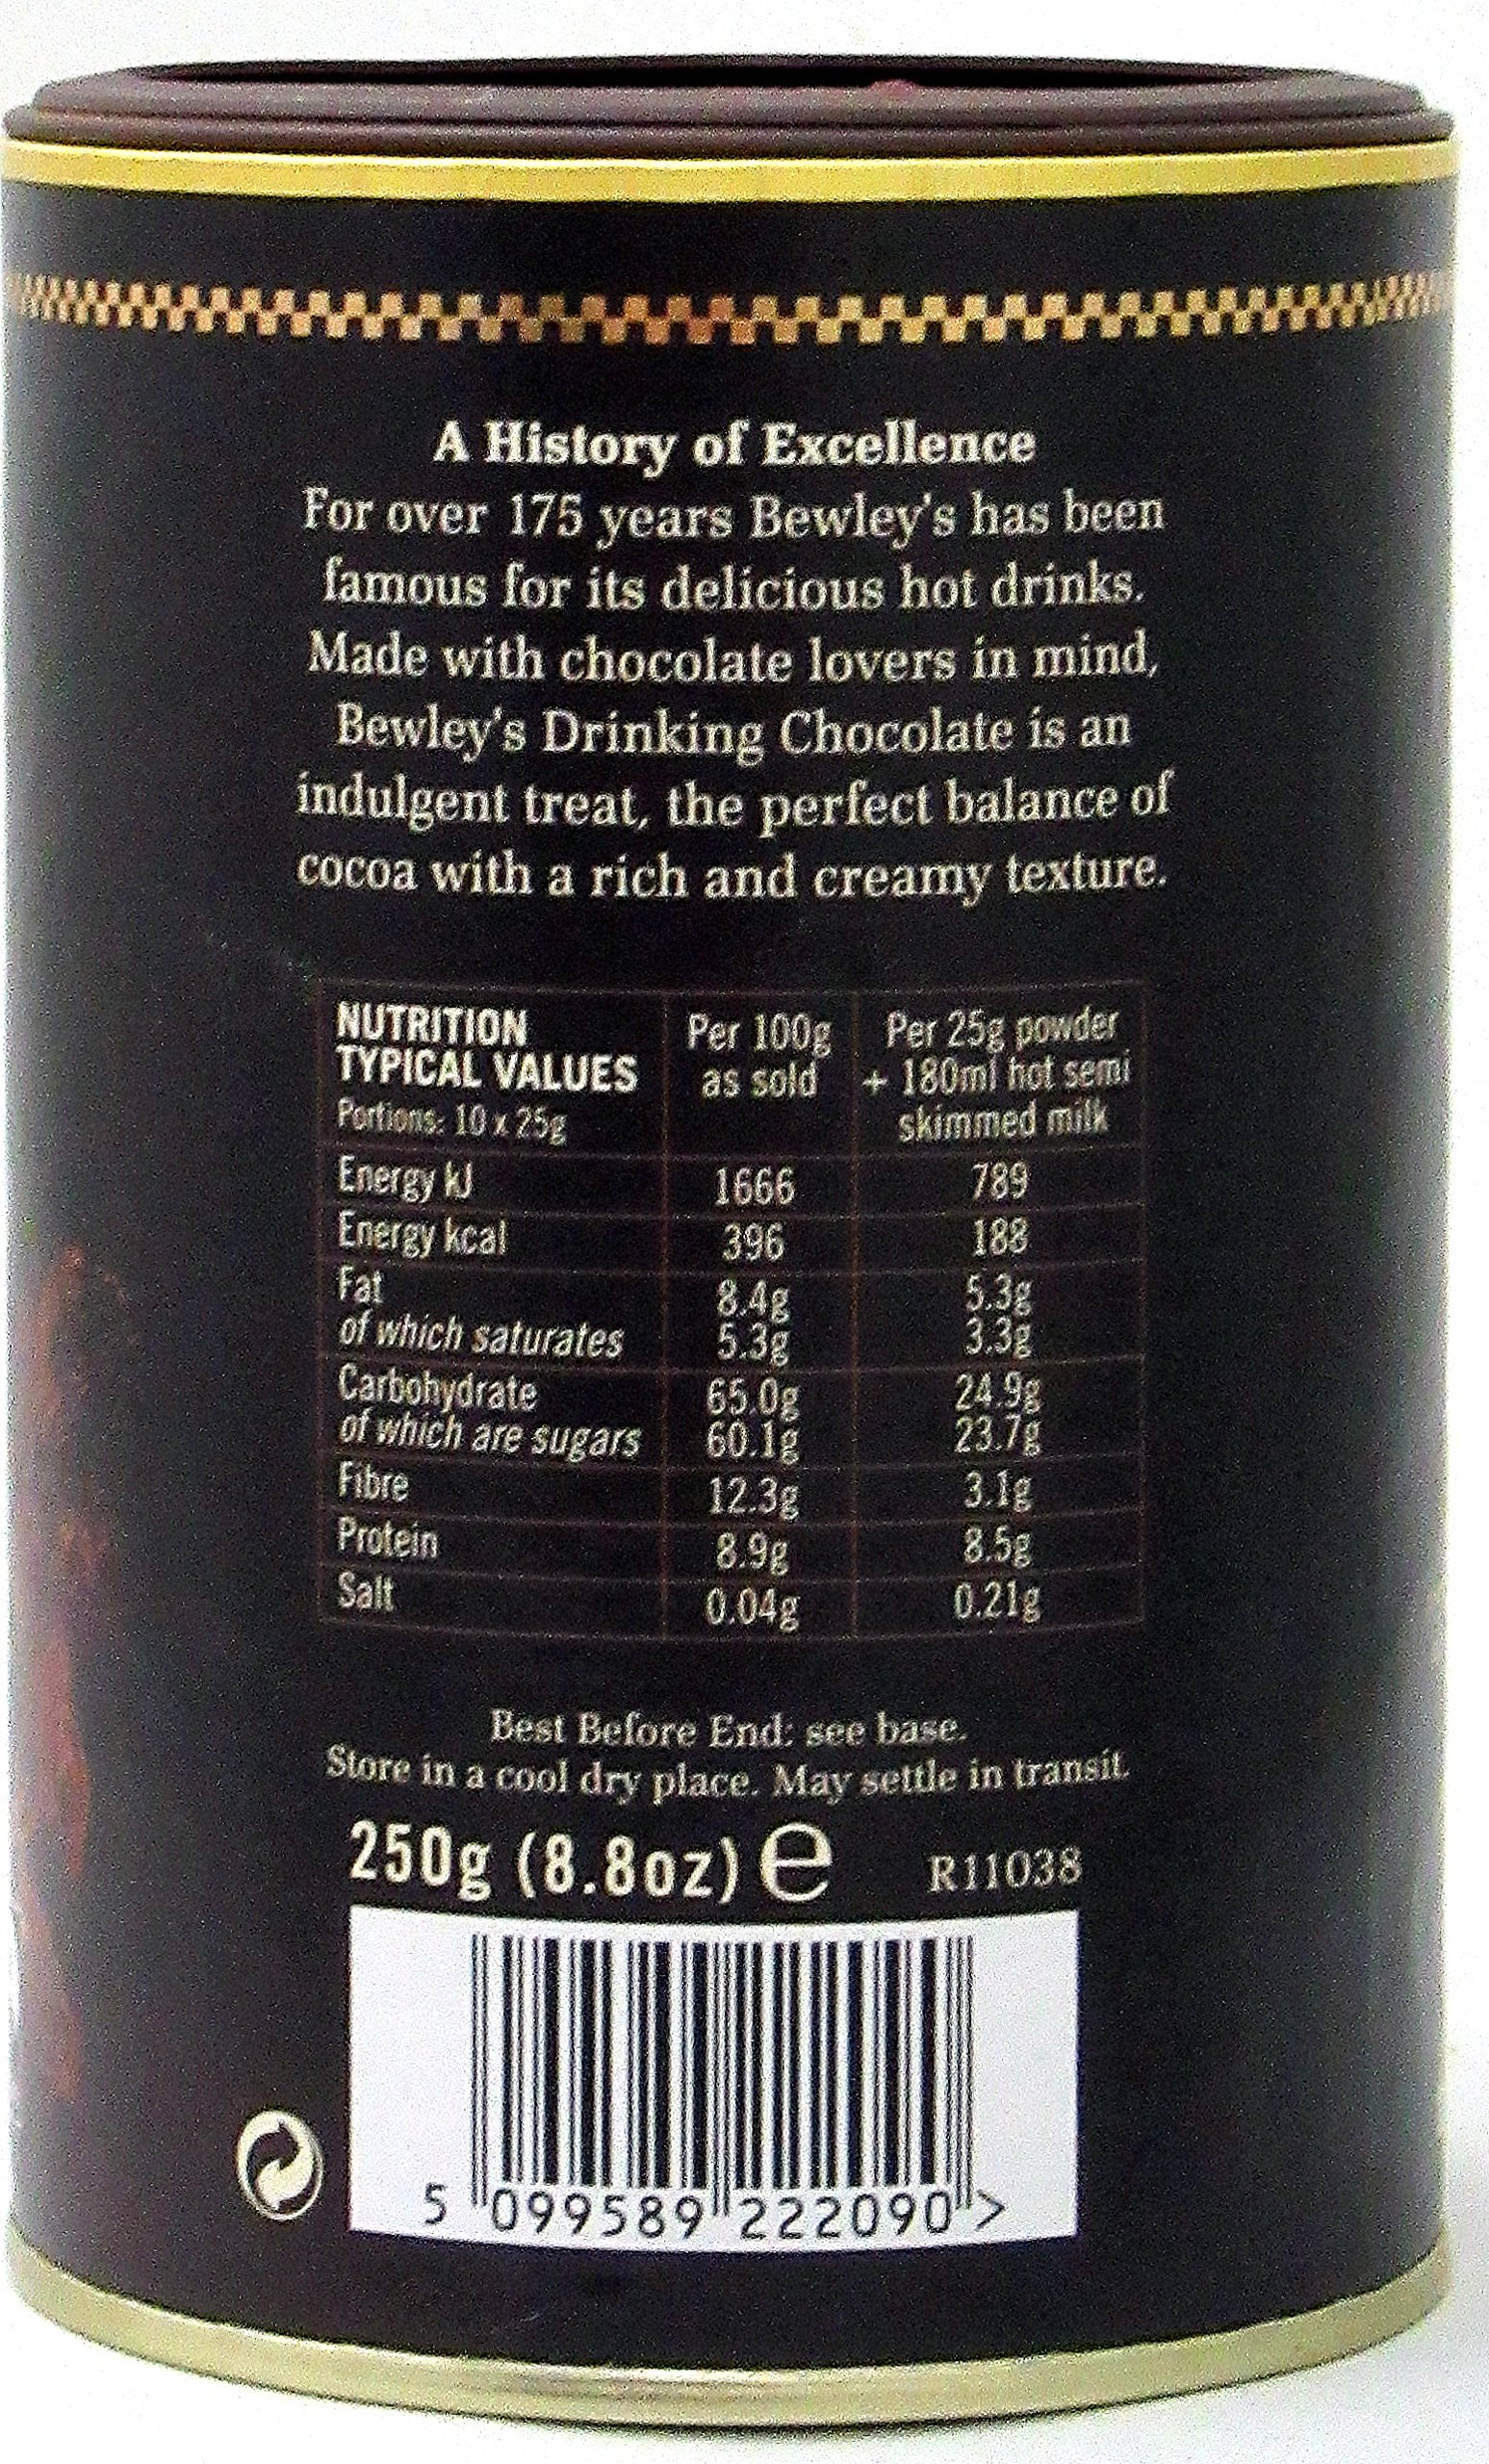 A History of Excellence
For over 175 years Bewley's has been
famous for its delicious hot drinks.
Made with chocolate lovers in mind,
Bewley's Drinking Chocolate is an
indulgent treat, the perfect balance of
cocoa with a rich and creamy texture.
NUTRITION TYPICAL VALUES Portions: 10 x 25g Per 100g as sold Per 25g powder + 180ml hot semi skimmed milk
Energy kJ 1666 789
Energy kcal 396 188
Fat 8.4g 5.3g
of which saturates 5.3g 3.3g
Carbohydrate 65.0g 24.9g
of which are sugars 60.1g 23.7g
Fibre 12.3g 3.1g
Protein 8.9g 8.5g
Salt 0.04g 0.21g
Best Before End: see base.
Store in a cool dry place. May settle in transit.
250g (8.8oz) e R11038
5 099589 222090 >